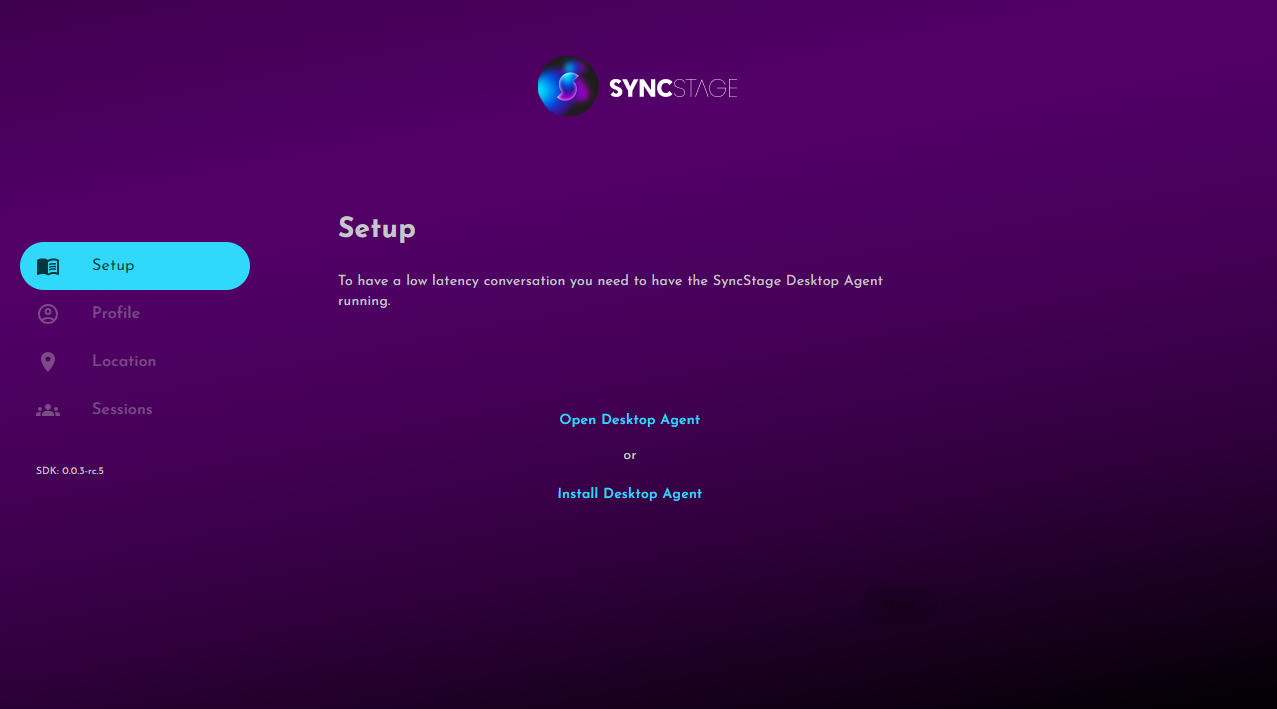 SYNCSTAGE
Setup
Profile
Location
Sessions
SDK: 0.0.3-rc.5
Setup
To have a low latency conversation you need to have the SyncStage Desktop Agent
running.
Open Desktop Agent
or
Install Desktop Agent